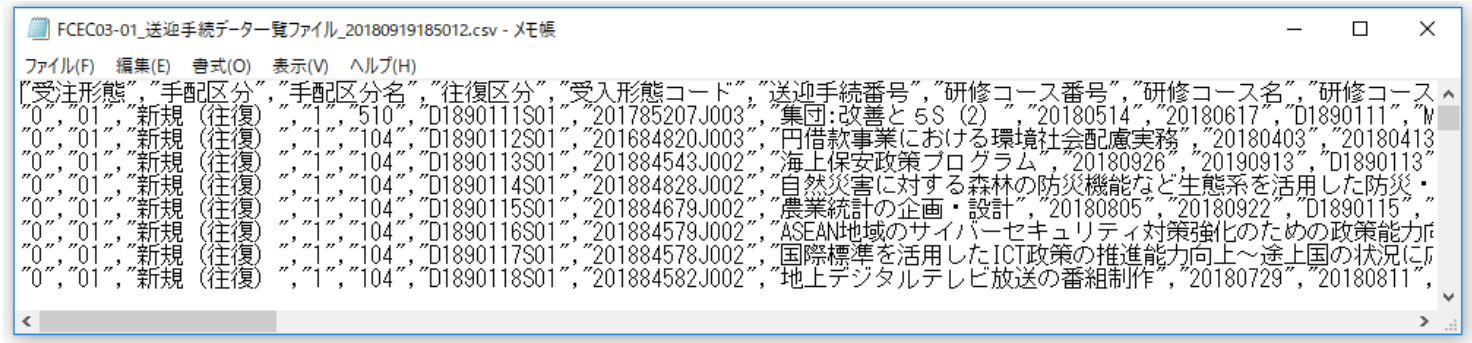 FCEC03-01_送迎手続データ一覧ファイル_20180919185012.csv - メモ帳
ファイル(F) 編集(E) 書式(O) 表示(V) ヘルプ(H)
"受注形態","手配区分","手配区分名","往復区分","受入形態コード","送迎手続番号","研修コース番号","研修コース名","研修コース
"0","01","新規（往復）","1","510","D1890111S01","201785207J003","集団:改善と５Ｓ（2）","20180514","20180617","D1890111","M
"0","01","新規（往復）","1","104","D1890112S01","201684820J003","円借款事業における環境社会配慮実務","20180403","20180413
"0","01","新規（往復）","1","104","D1890113S01","201884543J002","海上保安政策プログラム","20180926","20190913","D1890113"
"0","01","新規（往復）","1","104","D1890114S01","201884828J002","自然災害に対する森林の防災機能など生態系を活用した防災・
"0","01","新規（往復）","1","104","D1890115S01","201884679J002","農業統計の企画・設計","20180805","20180922","D1890115","
"0","01","新規（往復）","1","104","D1890116S01","201884579J002","ASEAN地域のサイバーセキュリティ対策強化のための政策能力
"0","01","新規（往復）","1","104","D1890117S01","201884578J002","国際標準を活用したICT政策の推進能力向上～途上国の状況に
"0","01","新規（往復）","1","104","D1890118S01","201884582J002","地上デジタルテレビ放送の番組制作","20180729","20180811",